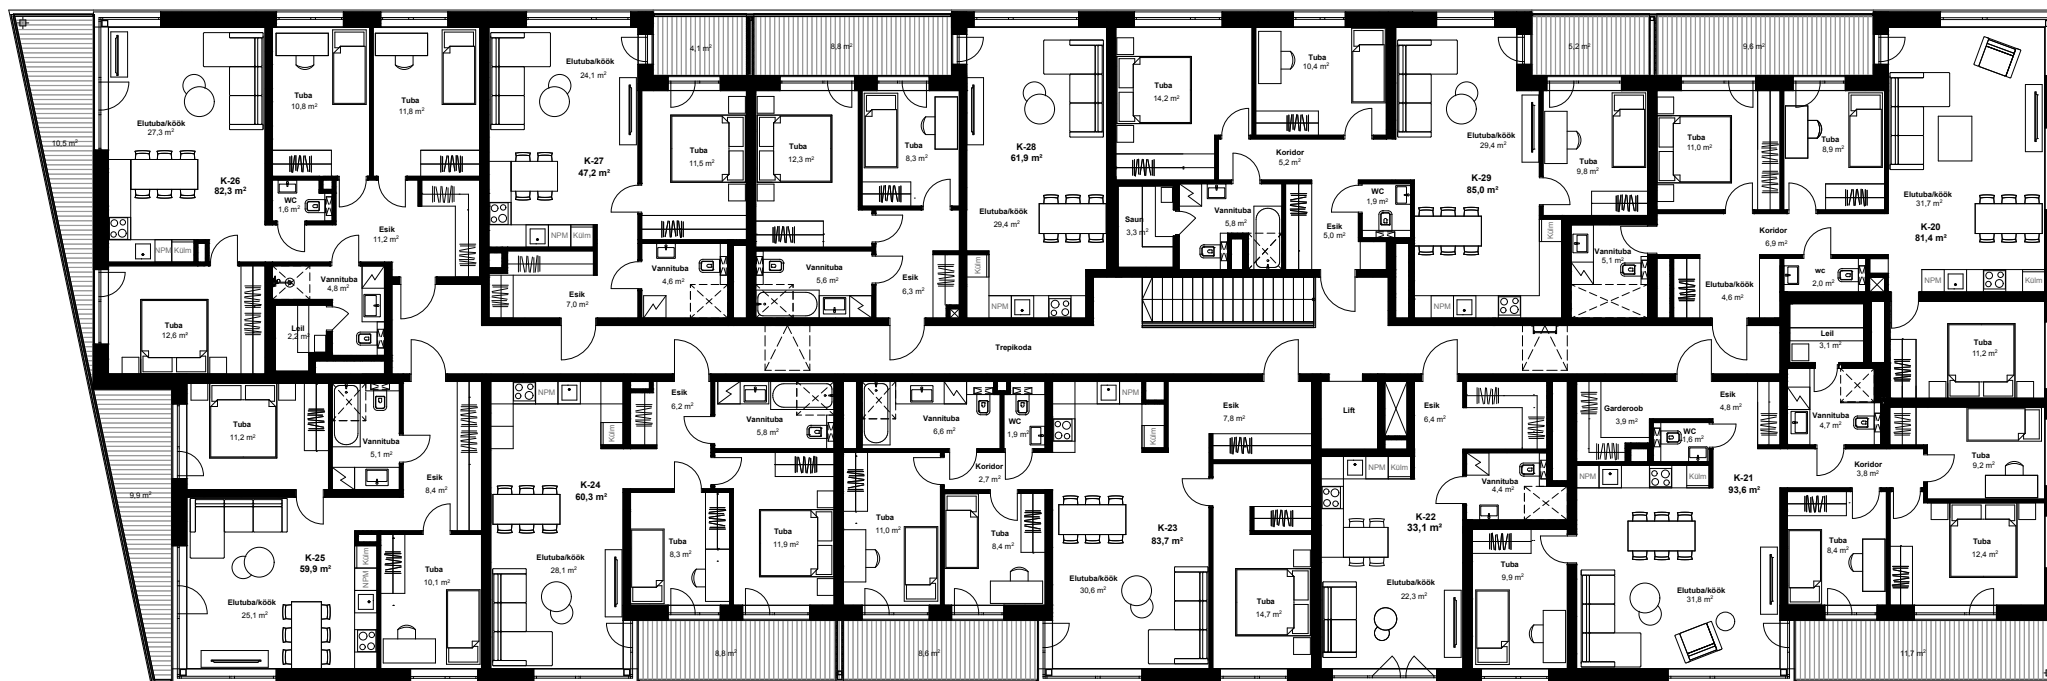 10,5 m²
Elutuba/köök
27,3 m²
K-26
82,3 m²
NPM
Külm
Tuba
10,8 m²
Tuba
11,8 m²
WC
1,6 m²
Esik
11,2 m²
Vannituba
4,8 m²
Leil
2,2 m²
Tuba
12,6 m²
Elutuba/köök
24,1 m²
K-27
47,2 m²
NPM
Külm
4,1 m²
Tuba
11,5 m²
Esik
7,0 m²
Vannituba
4,6 m²
8,8 m²
Tuba
12,3 m²
Tuba
8,3 m²
Vannituba
5,6 m²
Esik
6,3 m²
K-28
61,9 m²
Elutuba/köök
29,4 m²
Külm
NPM
Tuba
14,2 m²
Tuba
10,4 m²
Koridor
5,2 m²
Saun
3,3 m²
Vannituba
5,8 m²
WC
1,9 m²
Esik
5,0 m²
Elutuba/köök
29,4 m²
K-29
85,0 m²
Külm
NPM
5,2 m²
Tuba
9,8 m²
Vannituba
5,1 m²
9,6 m²
Tuba
11,0 m²
Tuba
8,9 m²
Koridor
6,9 m²
Elutuba/köök
4,6 m²
wc
2,0 m²
Elutuba/köök
31,7 m²
K-20
81,4 m²
NPM
Külm
Leil
3,1 m²
Tuba
11,2 m²
Trepikoda
9,9 m²
Tuba
11,2 m²
Vannituba
5,1 m²
Esik
8,4 m²
K-25
59,9 m²
Elutuba/köök
25,1 m²
Külm
NPM
Tuba
10,1 m²
NPM
Külm
K-24
60,3 m²
Elutuba/köök
28,1 m²
Esik
6,2 m²
Vannituba
5,8 m²
Tuba
8,3 m²
Tuba
11,9 m²
8,8 m²
Vannituba
6,6 m²
WC
1,9 m²
Koridor
2,7 m²
Tuba
11,0 m²
Tuba
8,4 m²
8,6 m²
NPM
Külm
K-23
83,7 m²
Elutuba/köök
30,6 m²
Esik
7,8 m²
Tuba
14,7 m²
Lift
Esik
6,4 m²
NPM
Külm
Vannituba
4,4 m²
K-22
33,1 m²
Elutuba/köök
22,3 m²
Tuba
9,9 m²
Garderoob
3,9 m²
WC
1,6 m²
Esik
4,8 m²
NPM
Külm
K-21
93,6 m²
Elutuba/köök
31,8 m²
Vannituba
4,7 m²
Koridor
3,8 m²
Tuba
9,2 m²
Tuba
8,4 m²
Tuba
12,4 m²
11,7 m²